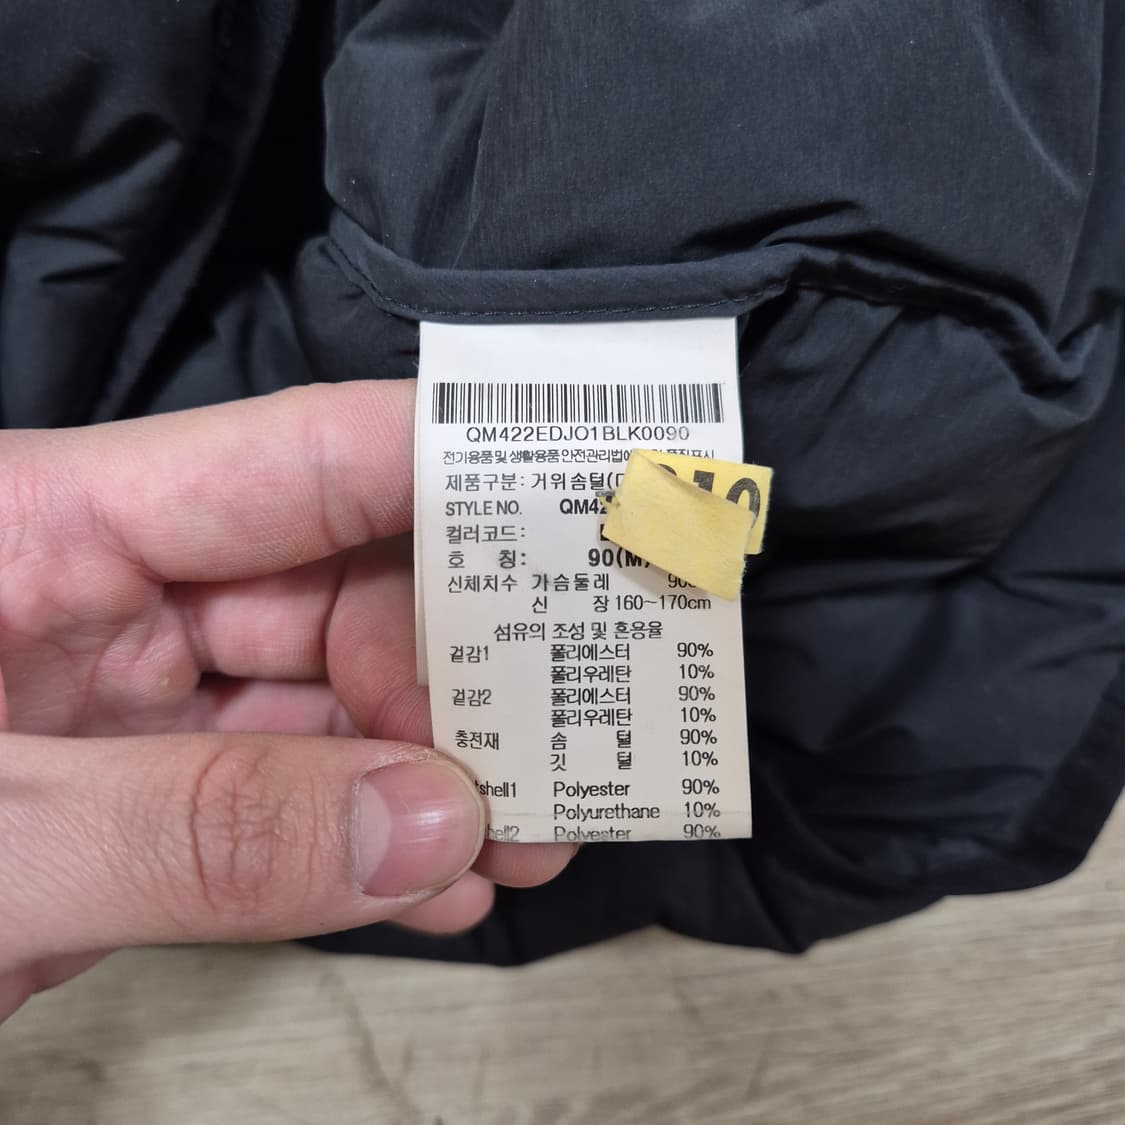 QM422EDJO1BLK0090
전기용품 및 생활용품 안전관리법에 품질표시
제품구분: 거위솜털
STYLE NO.
컬러코드:
호 칭: 90(M)
신체치수 가슴둘레
신 장 160~170cm
섬유의 조성 및 혼용율
겉감1 폴리에스터 90%
폴리우레탄 10%
겉감2 폴리에스터 90%
폴리우레탄 10%
충전재 솜 털 90%
깃 털 10%
Polyester 90%
Polyurethane 10%
Polyester 90%